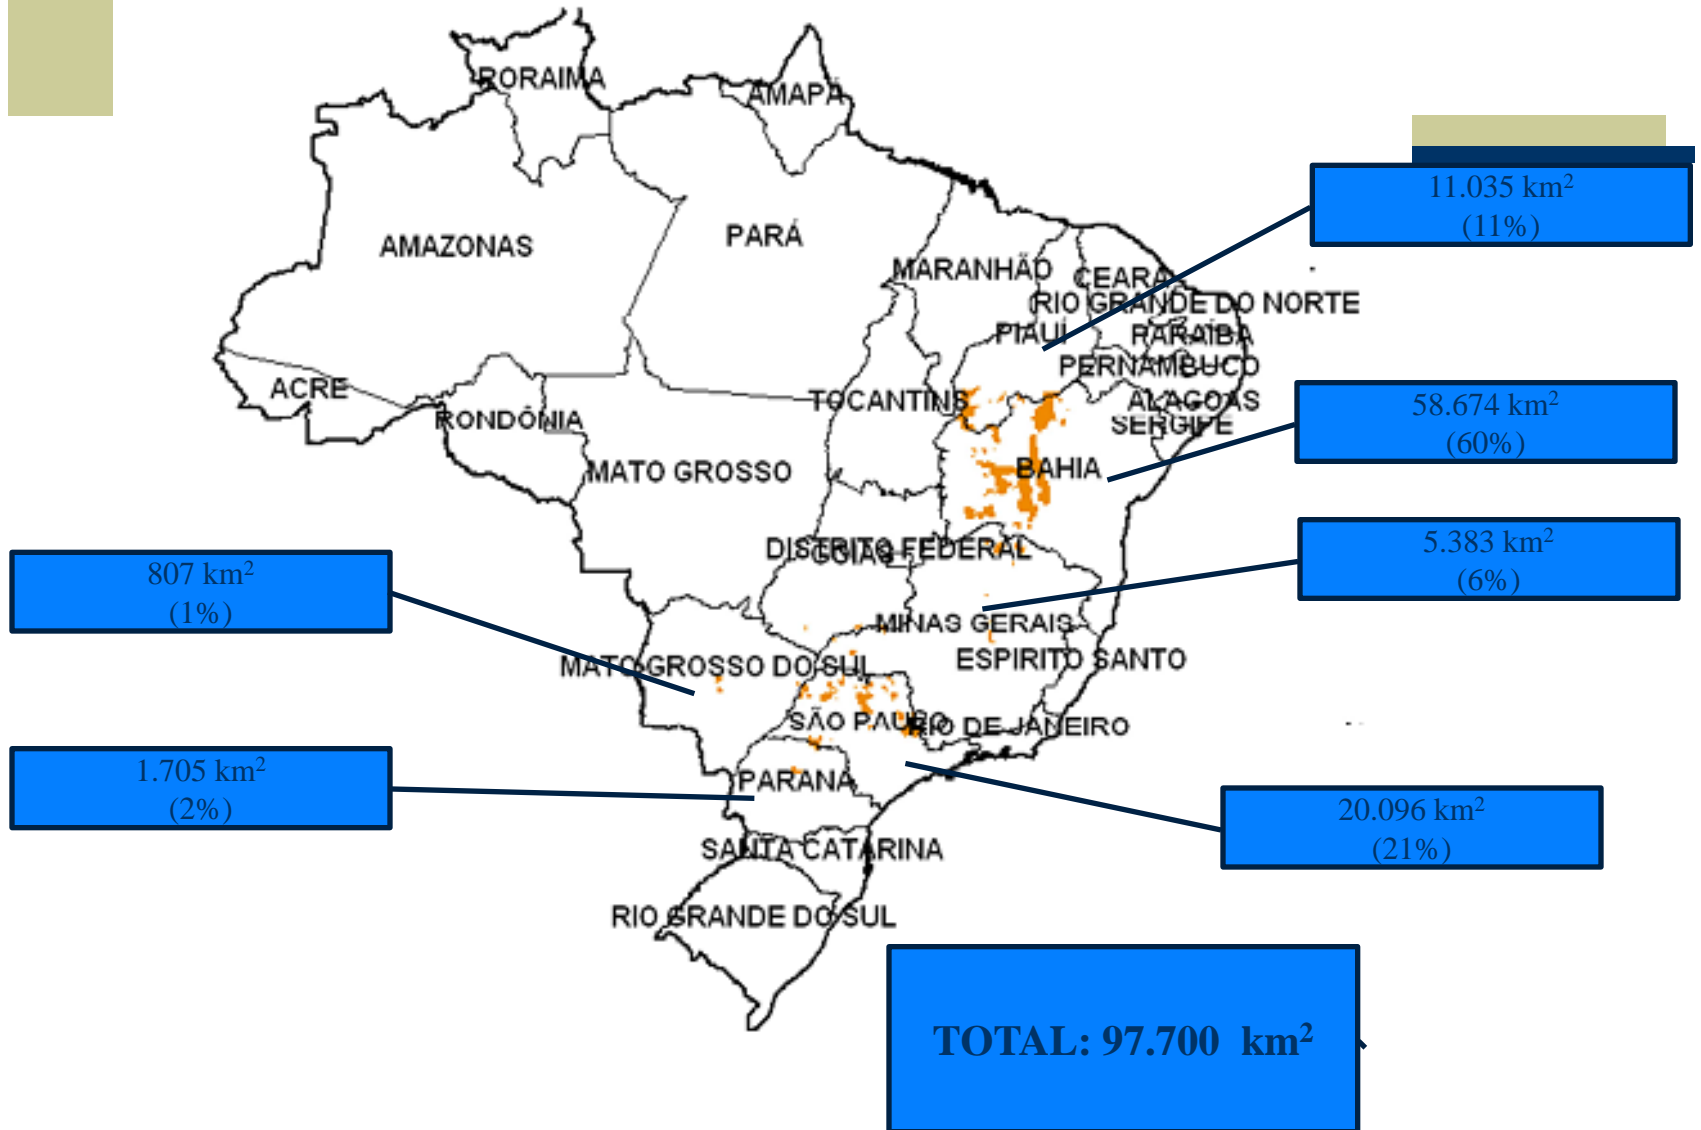 RORAIMA
AMAPÁ
11.035 km²
(11%)
AMAZONAS
PARÁ
MARANHÃO
CEARÁ
RIO GRANDE DO NORTE
PIAUÍ
PARAÍBA
PERNAMBUCO
ACRE
TOCANTINS
ALAGOAS
58.674 km²
(60%)
RONDÔNIA
SERGIPE
MATO GROSSO
BAHIA
DISTRITO FEDERAL
GOIÁS
5.383 km²
(6%)
807 km²
(1%)
MINAS GERAIS
MATO GROSSO DO SUL
ESPIRITO SANTO
SÃO PAULO
RIO DE JANEIRO
1.705 km²
(2%)
PARANÁ
20.096 km²
(21%)
SANTA CATARINA
RIO GRANDE DO SUL
TOTAL: 97.700 km²